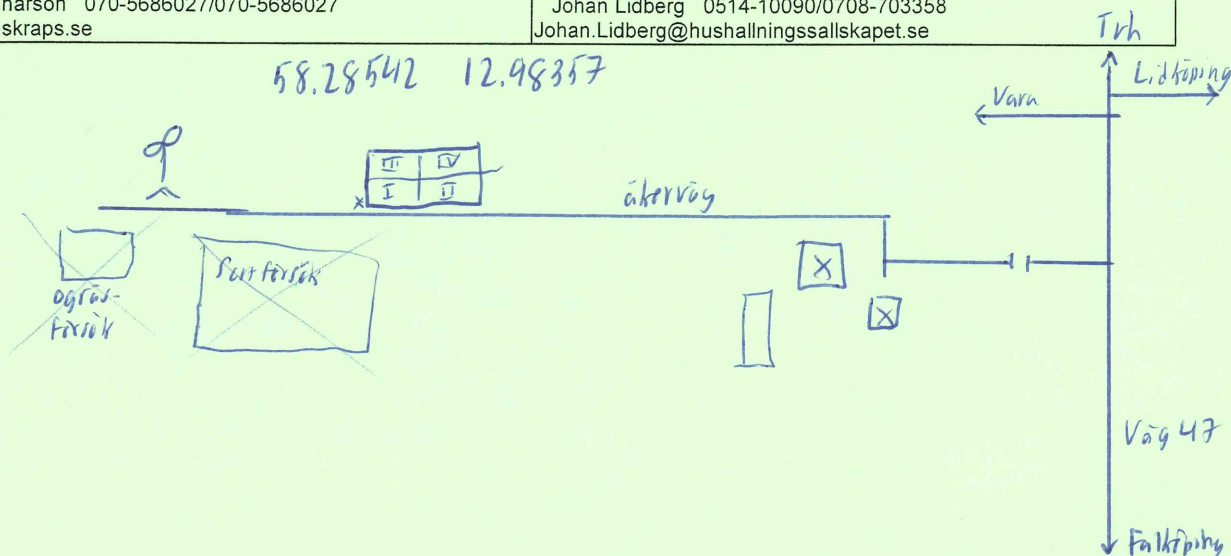 narson 070-5686027/070-5686027
skraps.se
Johan Lidberg 0514-10090/0708-703358
Johan.Lidberg@hushallningssallskapet.se
58.28542 12.98357
Trh
Lidköping
Vara
III IV
I II
x
åkerväg
Sortförsök
ogräs-
försök
Väg 47
Falköping